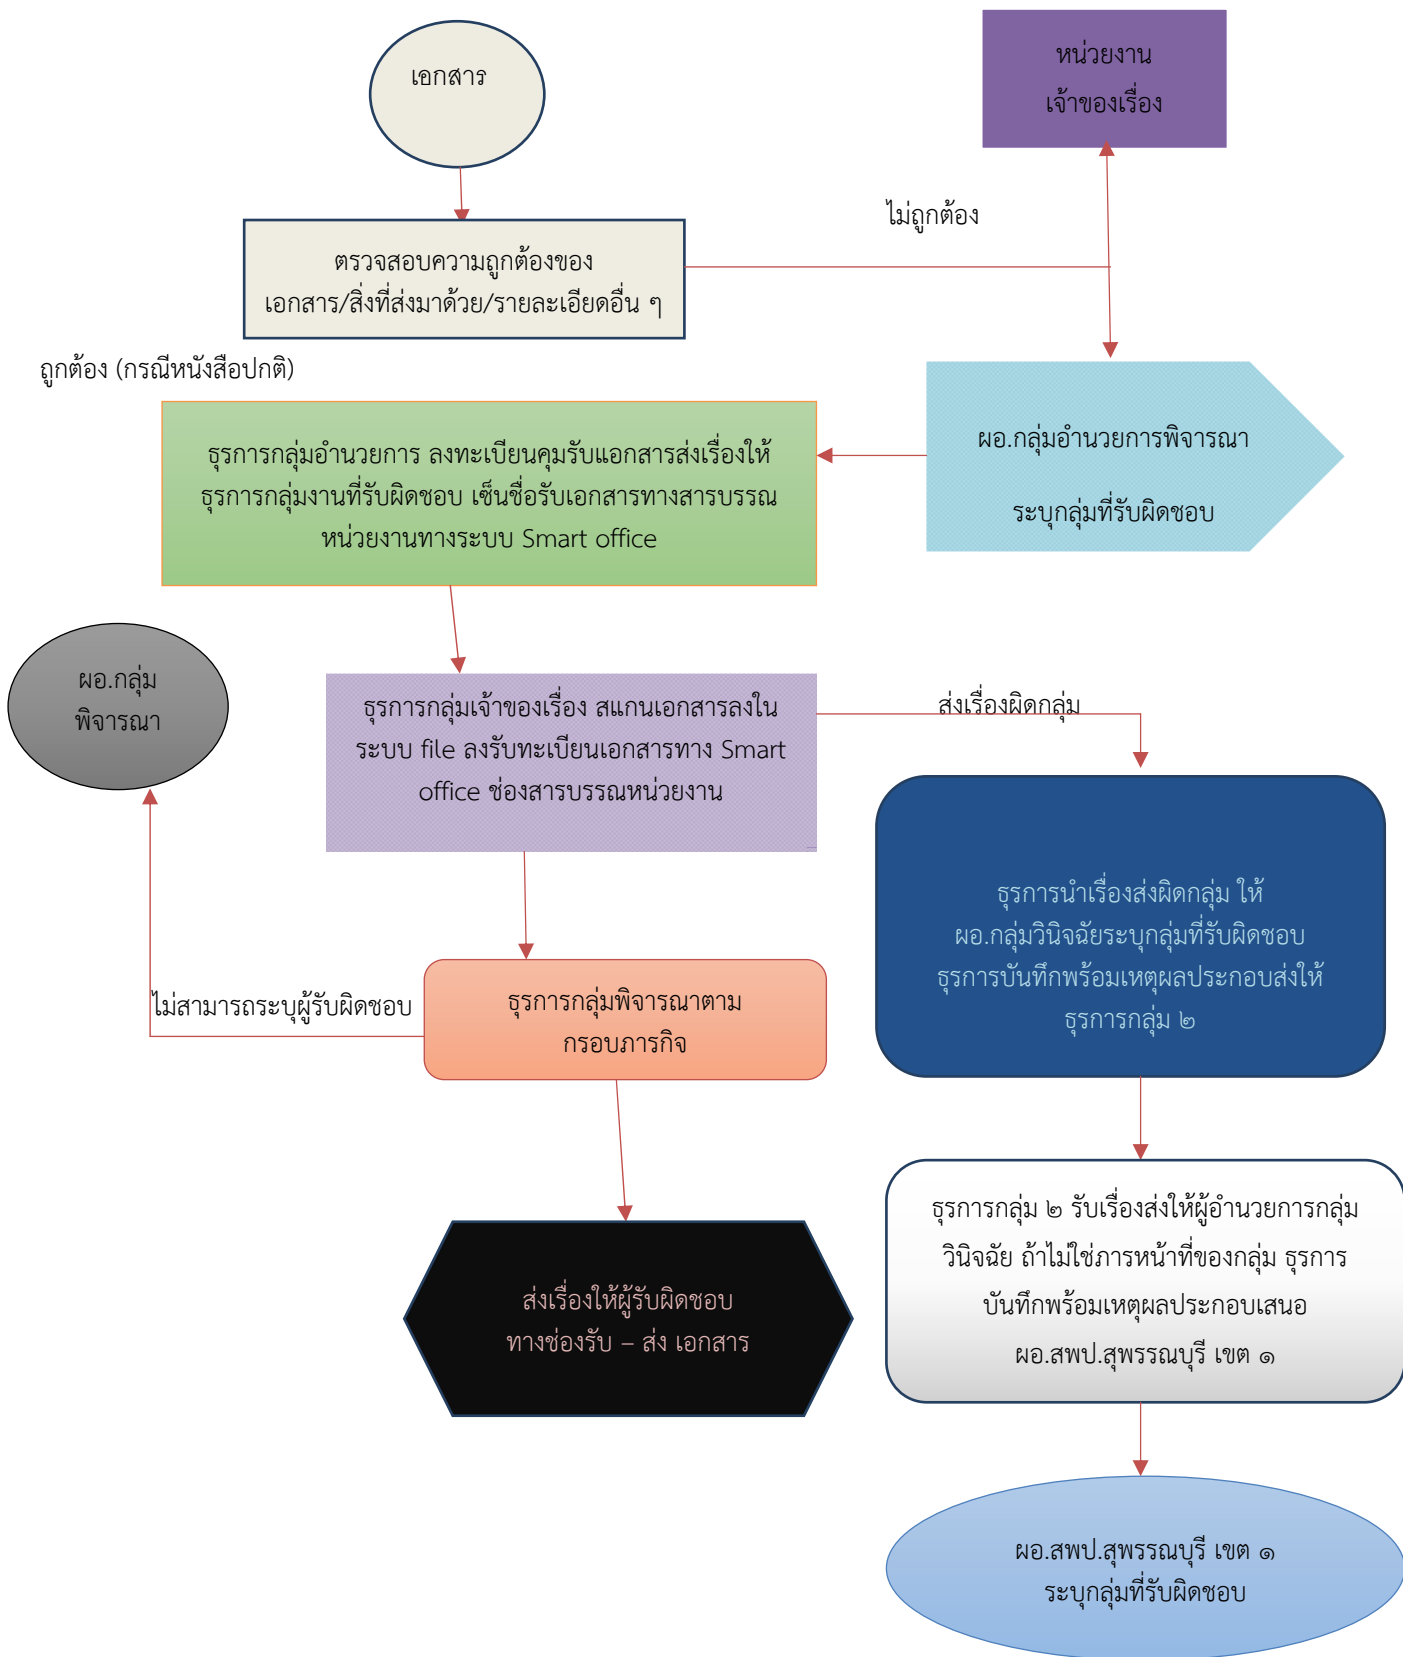 เอกสาร
หน่วยงาน
เจ้าของเรื่อง
ไม่ถูกต้อง
ตรวจสอบความถูกต้องของ
เอกสาร/สิ่งที่ส่งมาด้วย/รายละเอียดอื่น ๆ
ถูกต้อง (กรณีหนังสือปกติ)
ผอ.กลุ่มอำนวยการพิจารณา
ระบุกลุ่มที่รับผิดชอบ
ธุรการกลุ่มอำนวยการ ลงทะเบียนคุมรับแอกสารส่งเรื่องให้
ธุรการกลุ่มงานที่รับผิดชอบ เซ็นชื่อรับเอกสารทางสารบรรณ
หน่วยงานทางระบบ Smart office
ผอ.กลุ่ม
พิจารณา
ธุรการกลุ่มเจ้าของเรื่อง สแกนเอกสารลงใน
ระบบ file ลงรับทะเบียนเอกสารทาง Smart
office ช่องสารบรรณหน่วยงาน
ส่งเรื่องผิดกลุ่ม
ธุรการนำเรื่องส่งผิดกลุ่ม ให้
ผอ.กลุ่มวินิจฉัยระบุกลุ่มที่รับผิดชอบ
ธุรการบันทึกพร้อมเหตุผลประกอบส่งให้
ธุรการกลุ่ม ๒
ไม่สามารถระบุผู้รับผิดชอบ
ธุรการกลุ่มพิจารณาตาม
กรอบภารกิจ
ส่งเรื่องให้ผู้รับผิดชอบ
ทางช่องรับ – ส่ง เอกสาร
ธุรการกลุ่ม ๒ รับเรื่องส่งให้ผู้อำนวยการกลุ่ม
วินิจฉัย ถ้าไม่ใช่ภารหน้าที่ของกลุ่ม ธุรการ
บันทึกพร้อมเหตุผลประกอบเสนอ
ผอ.สพป.สุพรรณบุรี เขต ๑
ผอ.สพป.สุพรรณบุรี เขต ๑
ระบุกลุ่มที่รับผิดชอบ